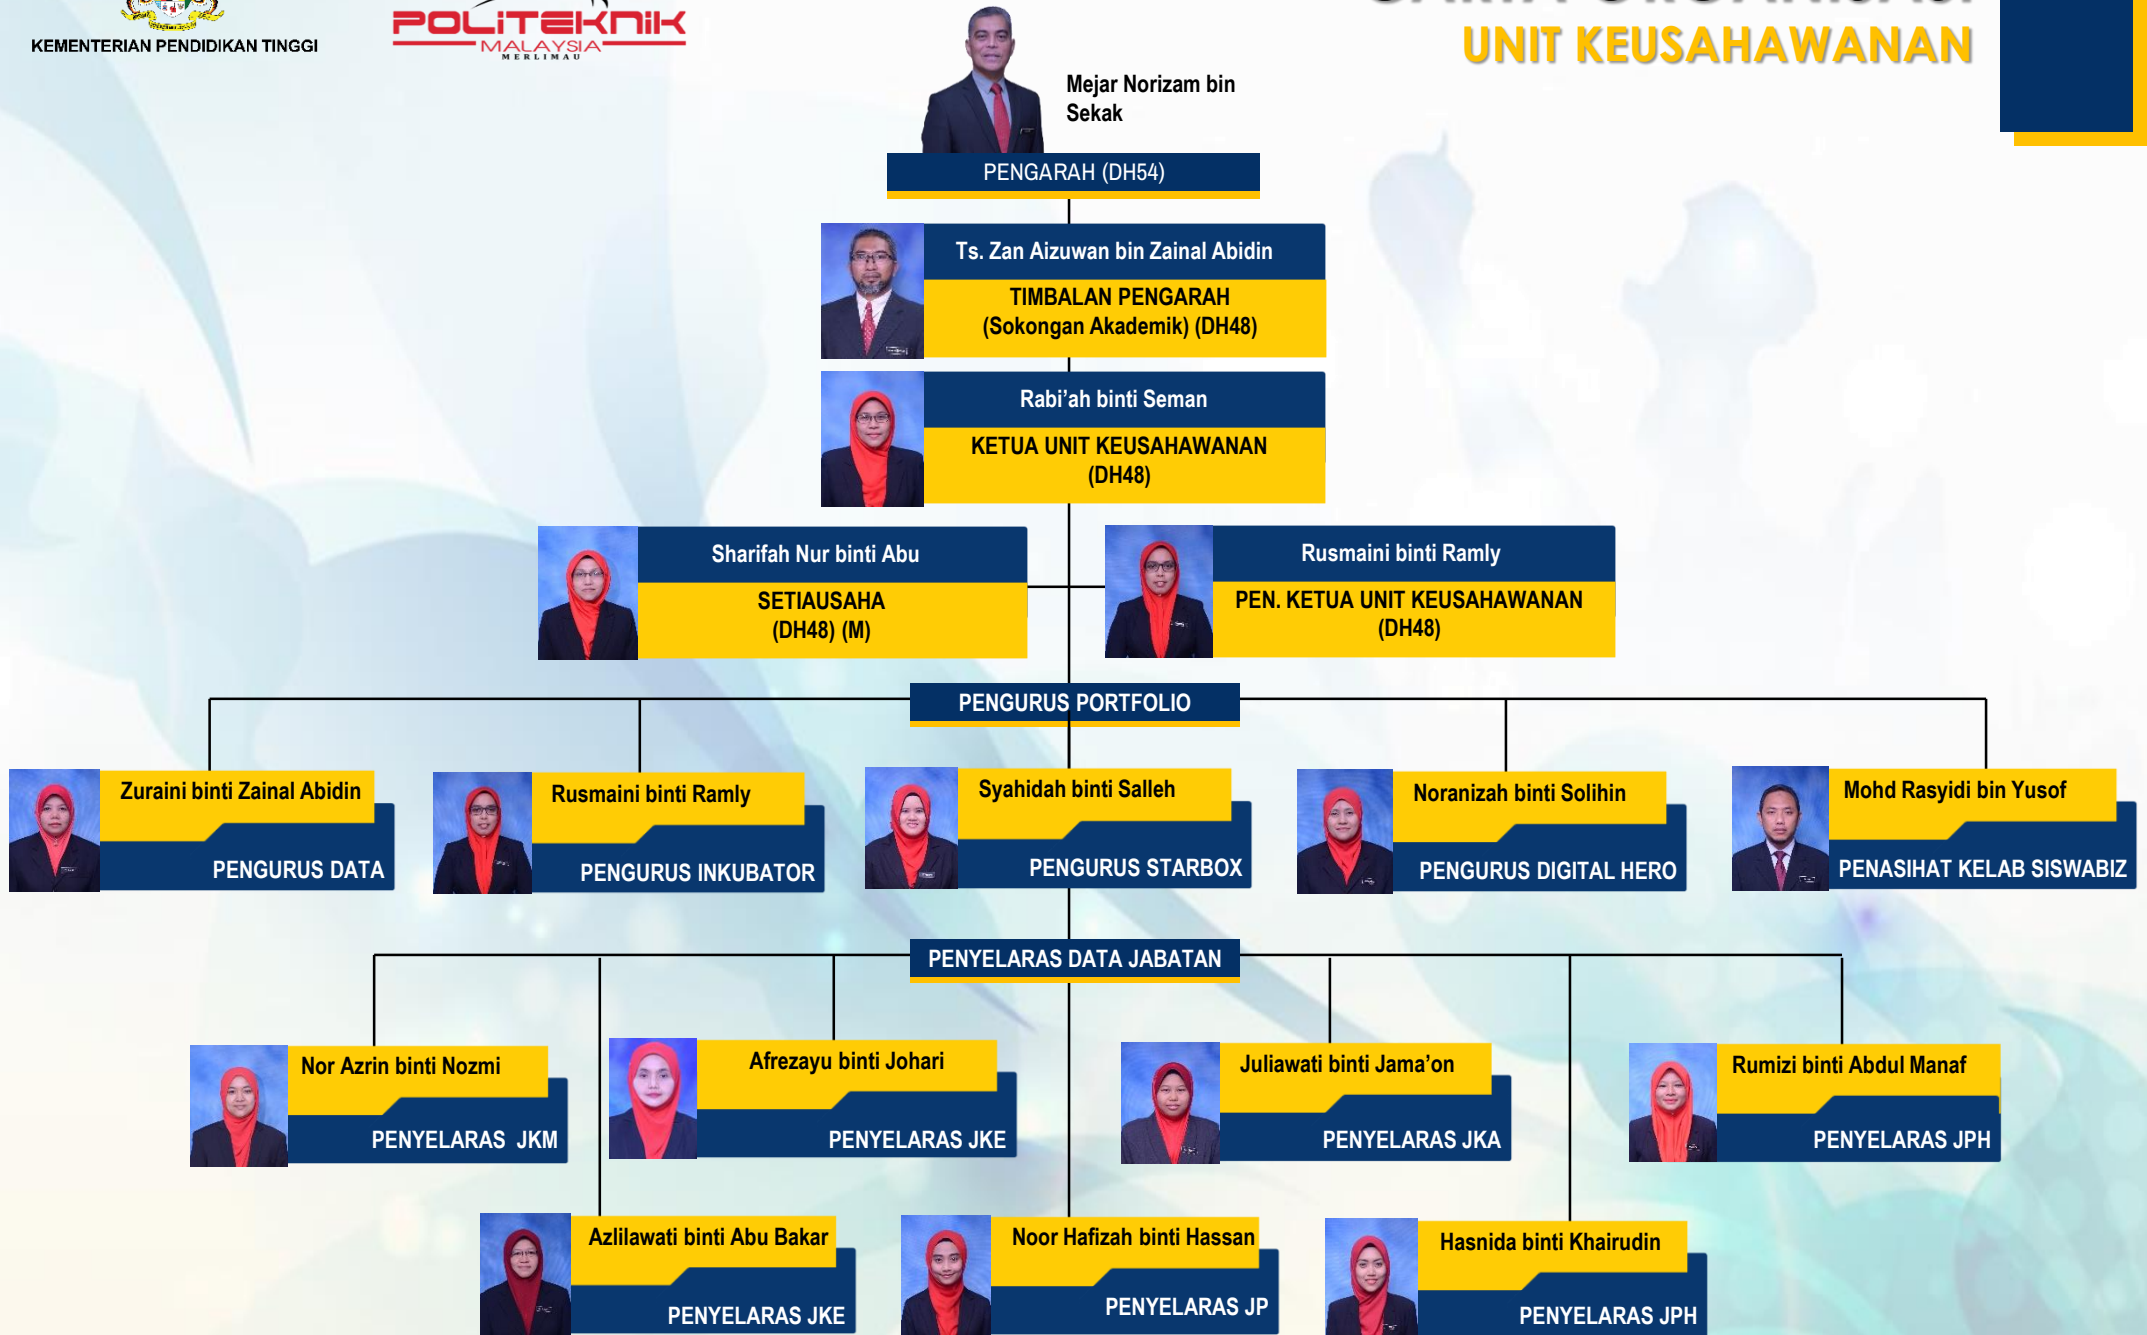 CARTA ORGANISASI
UNIT KEUSAHAWANAN
KEMENTERIAN PENDIDIKAN TINGGI
POLITEKNIK
MALAYSIA
MERLIMAU
Mejar Norizam bin
Sekak
PENGARAH (DH54)
Ts. Zan Aizuwan bin Zainal Abidin
TIMBALAN PENGARAH
(Sokongan Akademik) (DH48)
Rabi’ah binti Seman
KETUA UNIT KEUSAHAWANAN
(DH48)
Sharifah Nur binti Abu
SETIAUSAHA
(DH48) (M)
Rusmaini binti Ramly
PEN. KETUA UNIT KEUSAHAWANAN
(DH48)
PENGURUS PORTFOLIO
Zuraini binti Zainal Abidin
PENGURUS DATA
Rusmaini binti Ramly
PENGURUS INKUBATOR
Syahidah binti Salleh
PENGURUS STARBOX
Noranizah binti Solihin
PENGURUS DIGITAL HERO
Mohd Rasyidi bin Yusof
PENASIHAT KELAB SISWABIZ
PENYELARAS DATA JABATAN
Nor Azrin binti Nozmi
PENYELARAS JKM
Afrezayu binti Johari
PENYELARAS JKE
Juliawati binti Jama’on
PENYELARAS JKA
Rumizi binti Abdul Manaf
PENYELARAS JPH
Azlilawati binti Abu Bakar
PENYELARAS JKE
Noor Hafizah binti Hassan
PENYELARAS JP
Hasnida binti Khairudin
PENYELARAS JPH